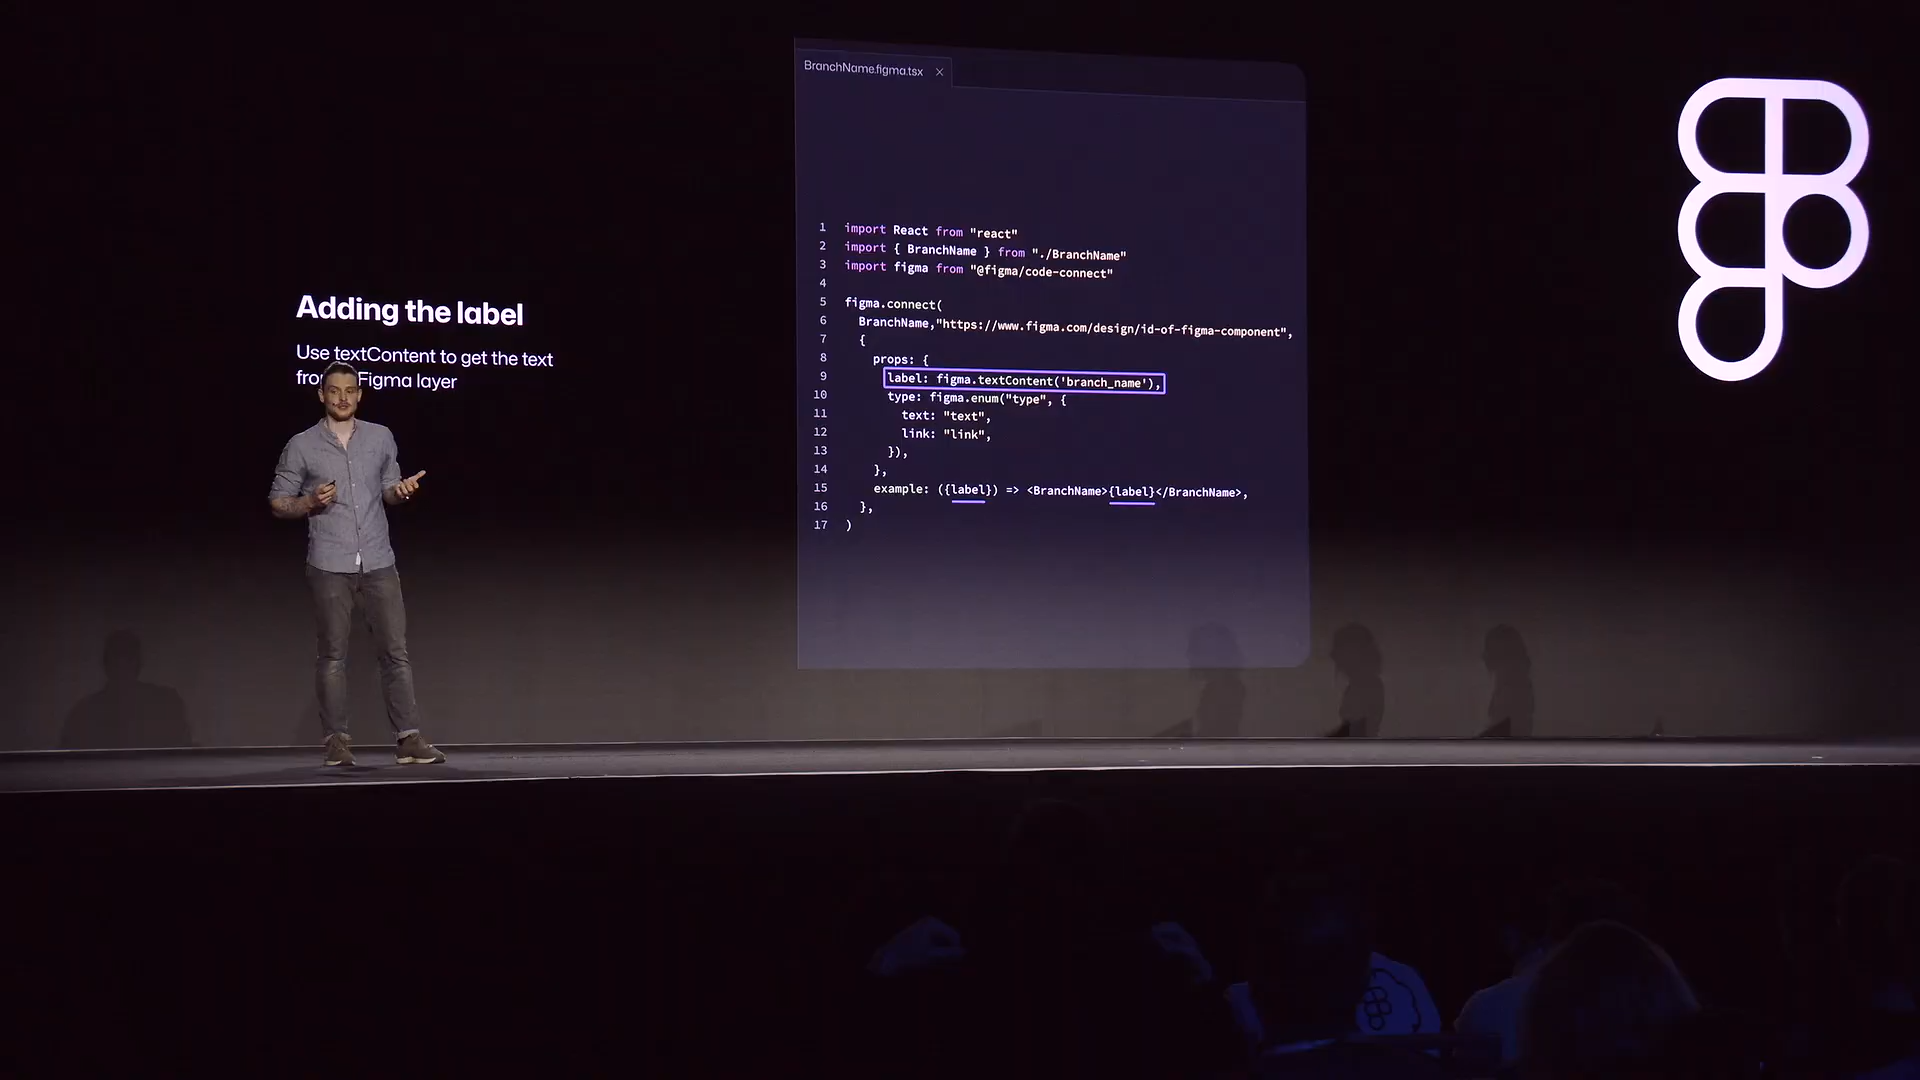 Adding the label
Use textContent to get the text
Figma layer
BranchName.figma.tsx ×
1 import React from "react"
2 import { BranchName } from "./BranchName"
3 import figma from "@figma/code-connect"
4
5 figma.connect(
6 BranchName,"https://www.figma.com/design/id-of-figma-component",
7 {
8 props: {
9 label: figma.textContent('branch_name'),
10 type: figma.enum("type", {
11 text: "text",
12 link: "link",
13 }),
14 },
15 example: ({label}) => <BranchName>{label}</BranchName>,
16 },
17 )